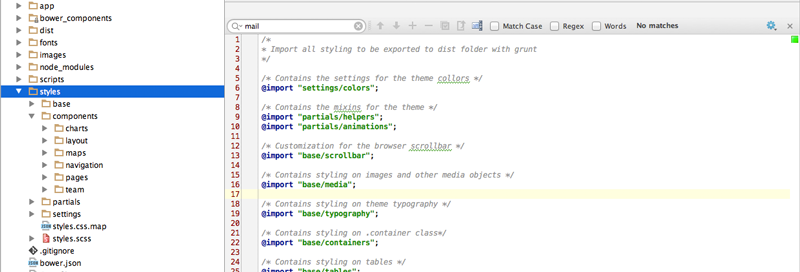 app
bower_components
dist
fonts
images
node_modules
scripts
styles
base
components
charts
layout
maps
navigation
pages
team
partials
settings
styles.css.map
styles.scss
.gitignore
bower.json
mail
Match Case
Regex
Words
No matches
1 /*
2 * Import all styling to be exported to dist folder with grunt
3 */
4
5 /* Contains the settings for the theme collors */
6 @import "settings/colors";
7
8 /* Contains the mixins for the theme */
9 @import "partials/helpers";
10 @import "partials/animations";
11
12 /* Customization for the browser scrollbar */
13 @import "base/scrollbar";
14
15 /* Contains styling on images and other media objects */
16 @import "base/media";
17
18 /* Contains styling on theme typography */
19 @import "base/typography";
20
21 /* Contains styling on .container class*/
22 @import "base/containers";
23
24 /* Contains styling on tables */
25 @import "base/tables";